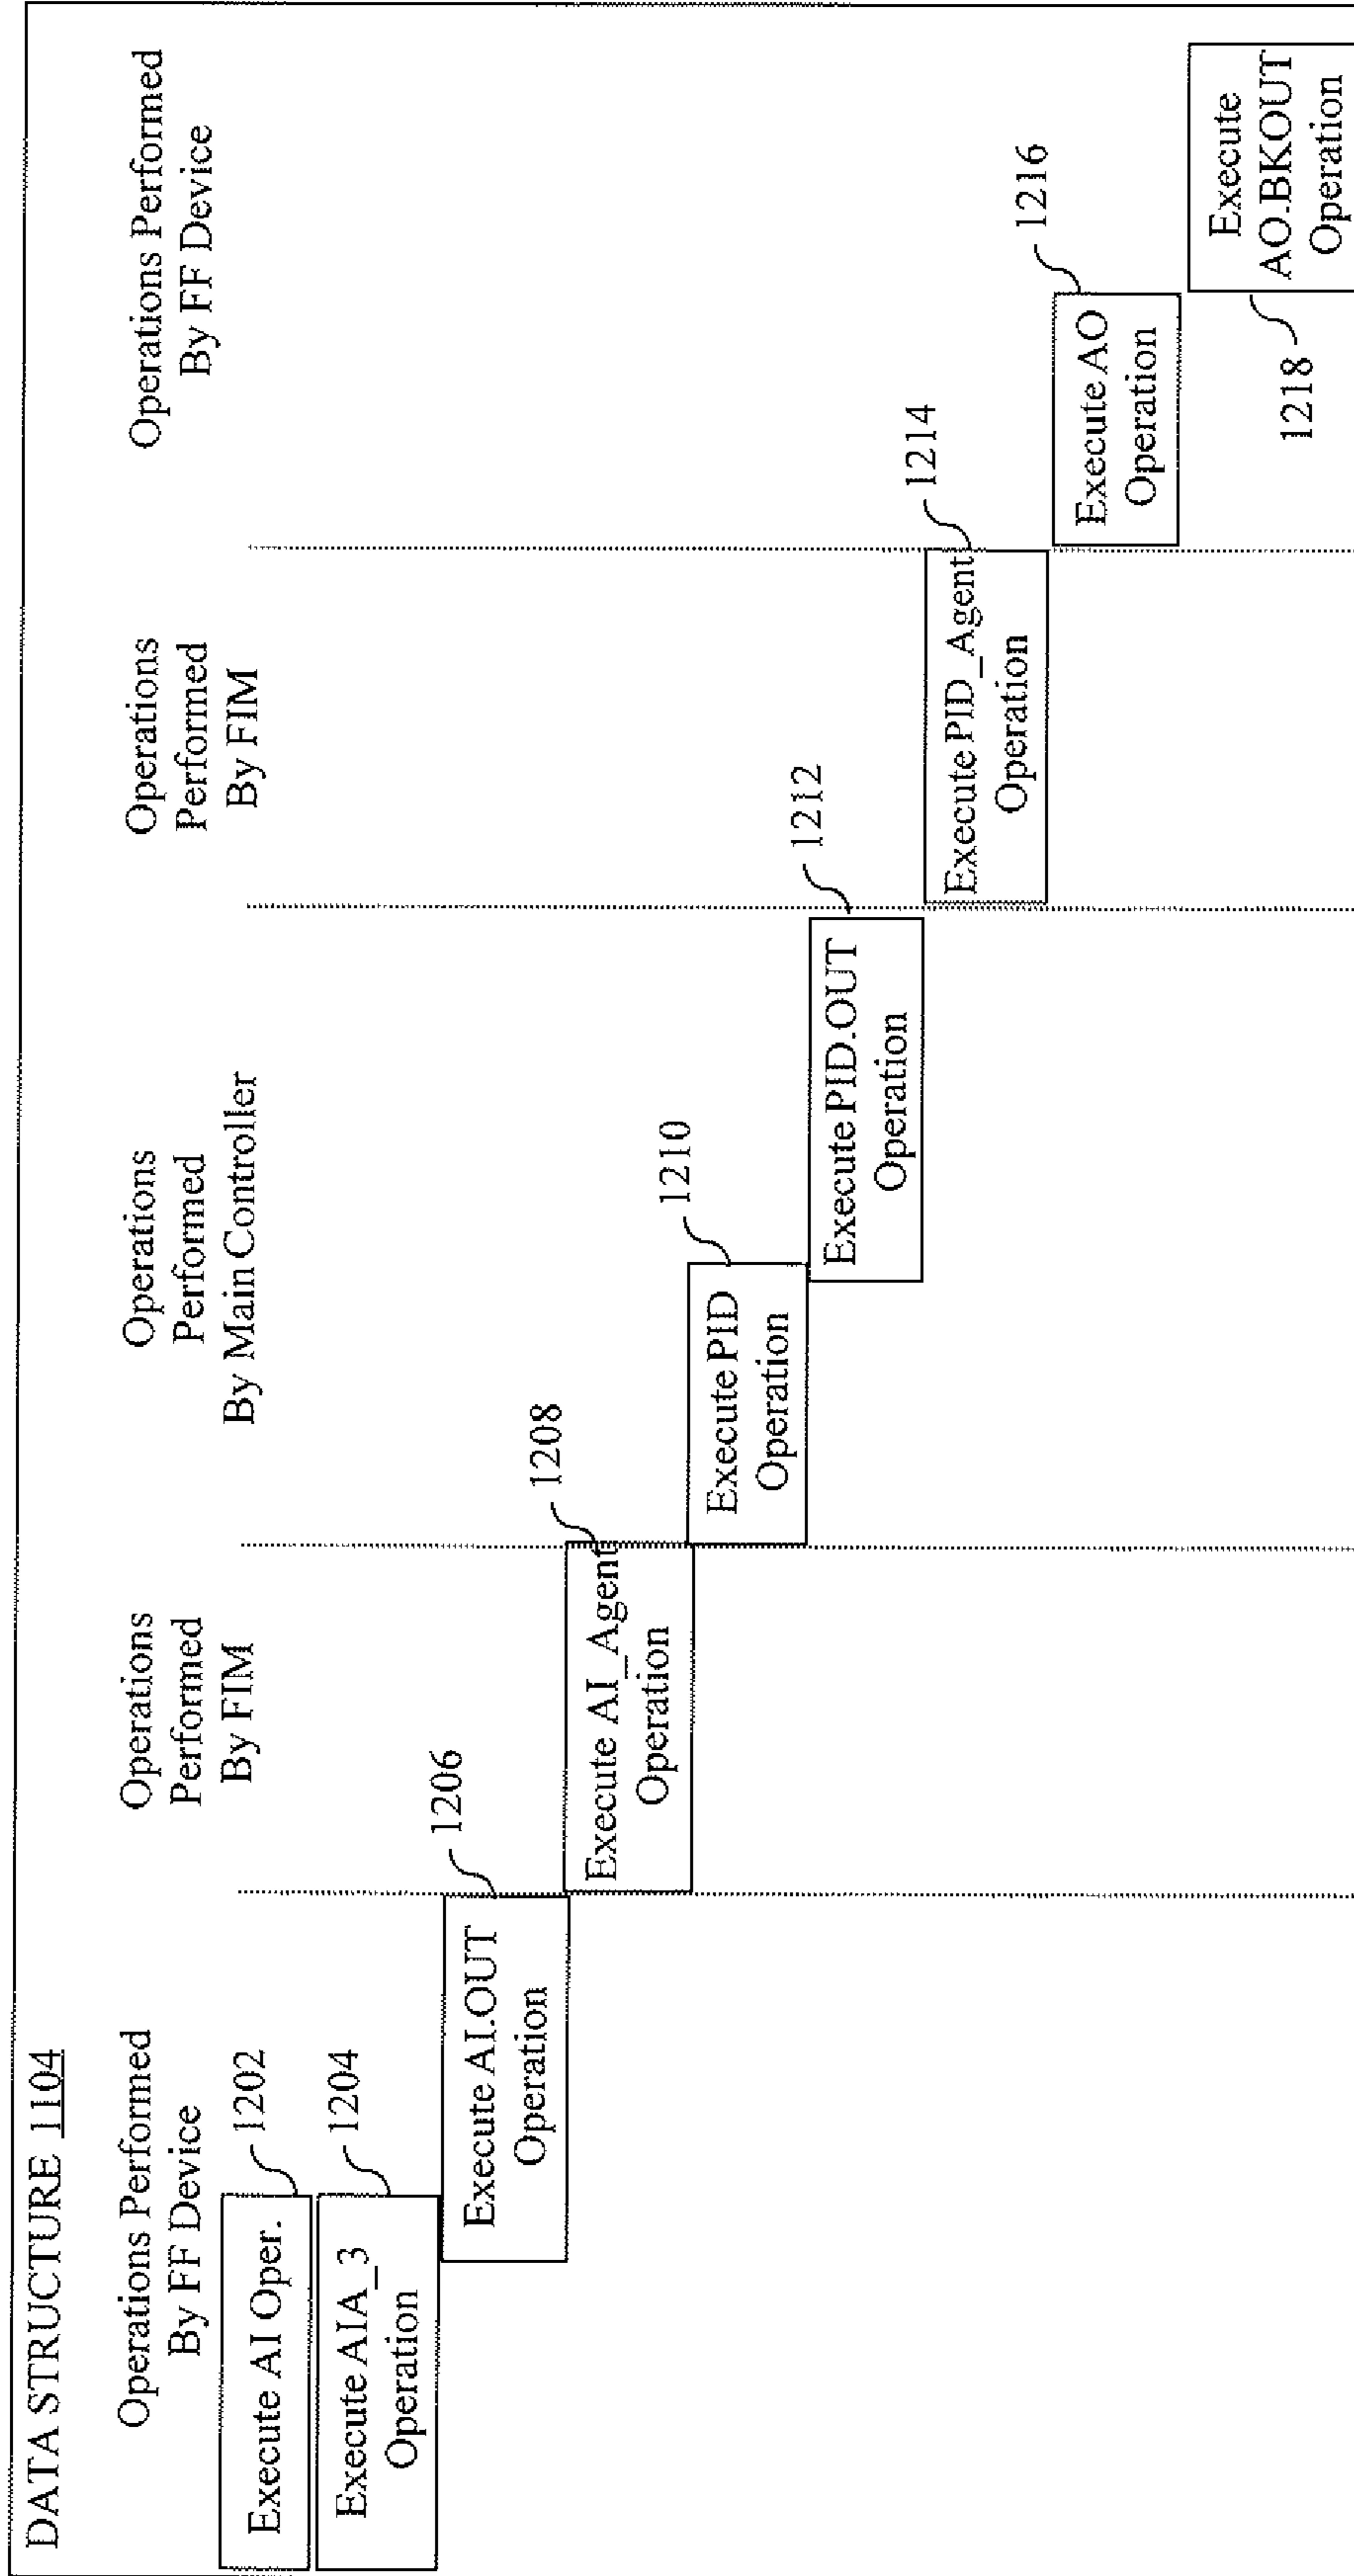 DATA STRUCTURE 1104
Operations Performed
By FF Device
Operations
Performed
By FIM
Operations
Performed
By Main Controller
Operations
Performed
By FIM
Operations Performed
By FF Device
Execute AI Oper.
1202
Execute AIA_3
Operation
1204
Execute AI.OUT
Operation
1206
Execute AI_Agent
Operation
1208
Execute PID
Operation
1210
Execute PID.OUT
Operation
1212
Execute PID_Agent
Operation
1214
Execute AO
Operation
1216
Execute
AO.BKOUT
Operation
1218